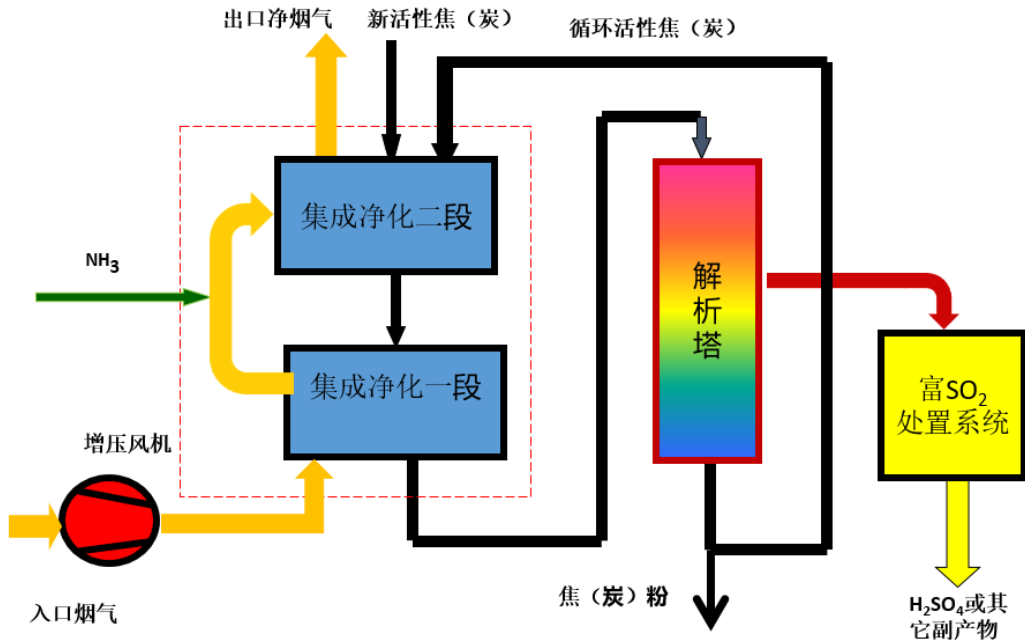 出口净烟气
新活性焦（炭）
循环活性焦（炭）
集成净化二段
NH₃
解
析
塔
集成净化一段
富SO₂
处置系统
增压风机
入口烟气
焦（炭）粉
H₂SO₄或其
它副产物